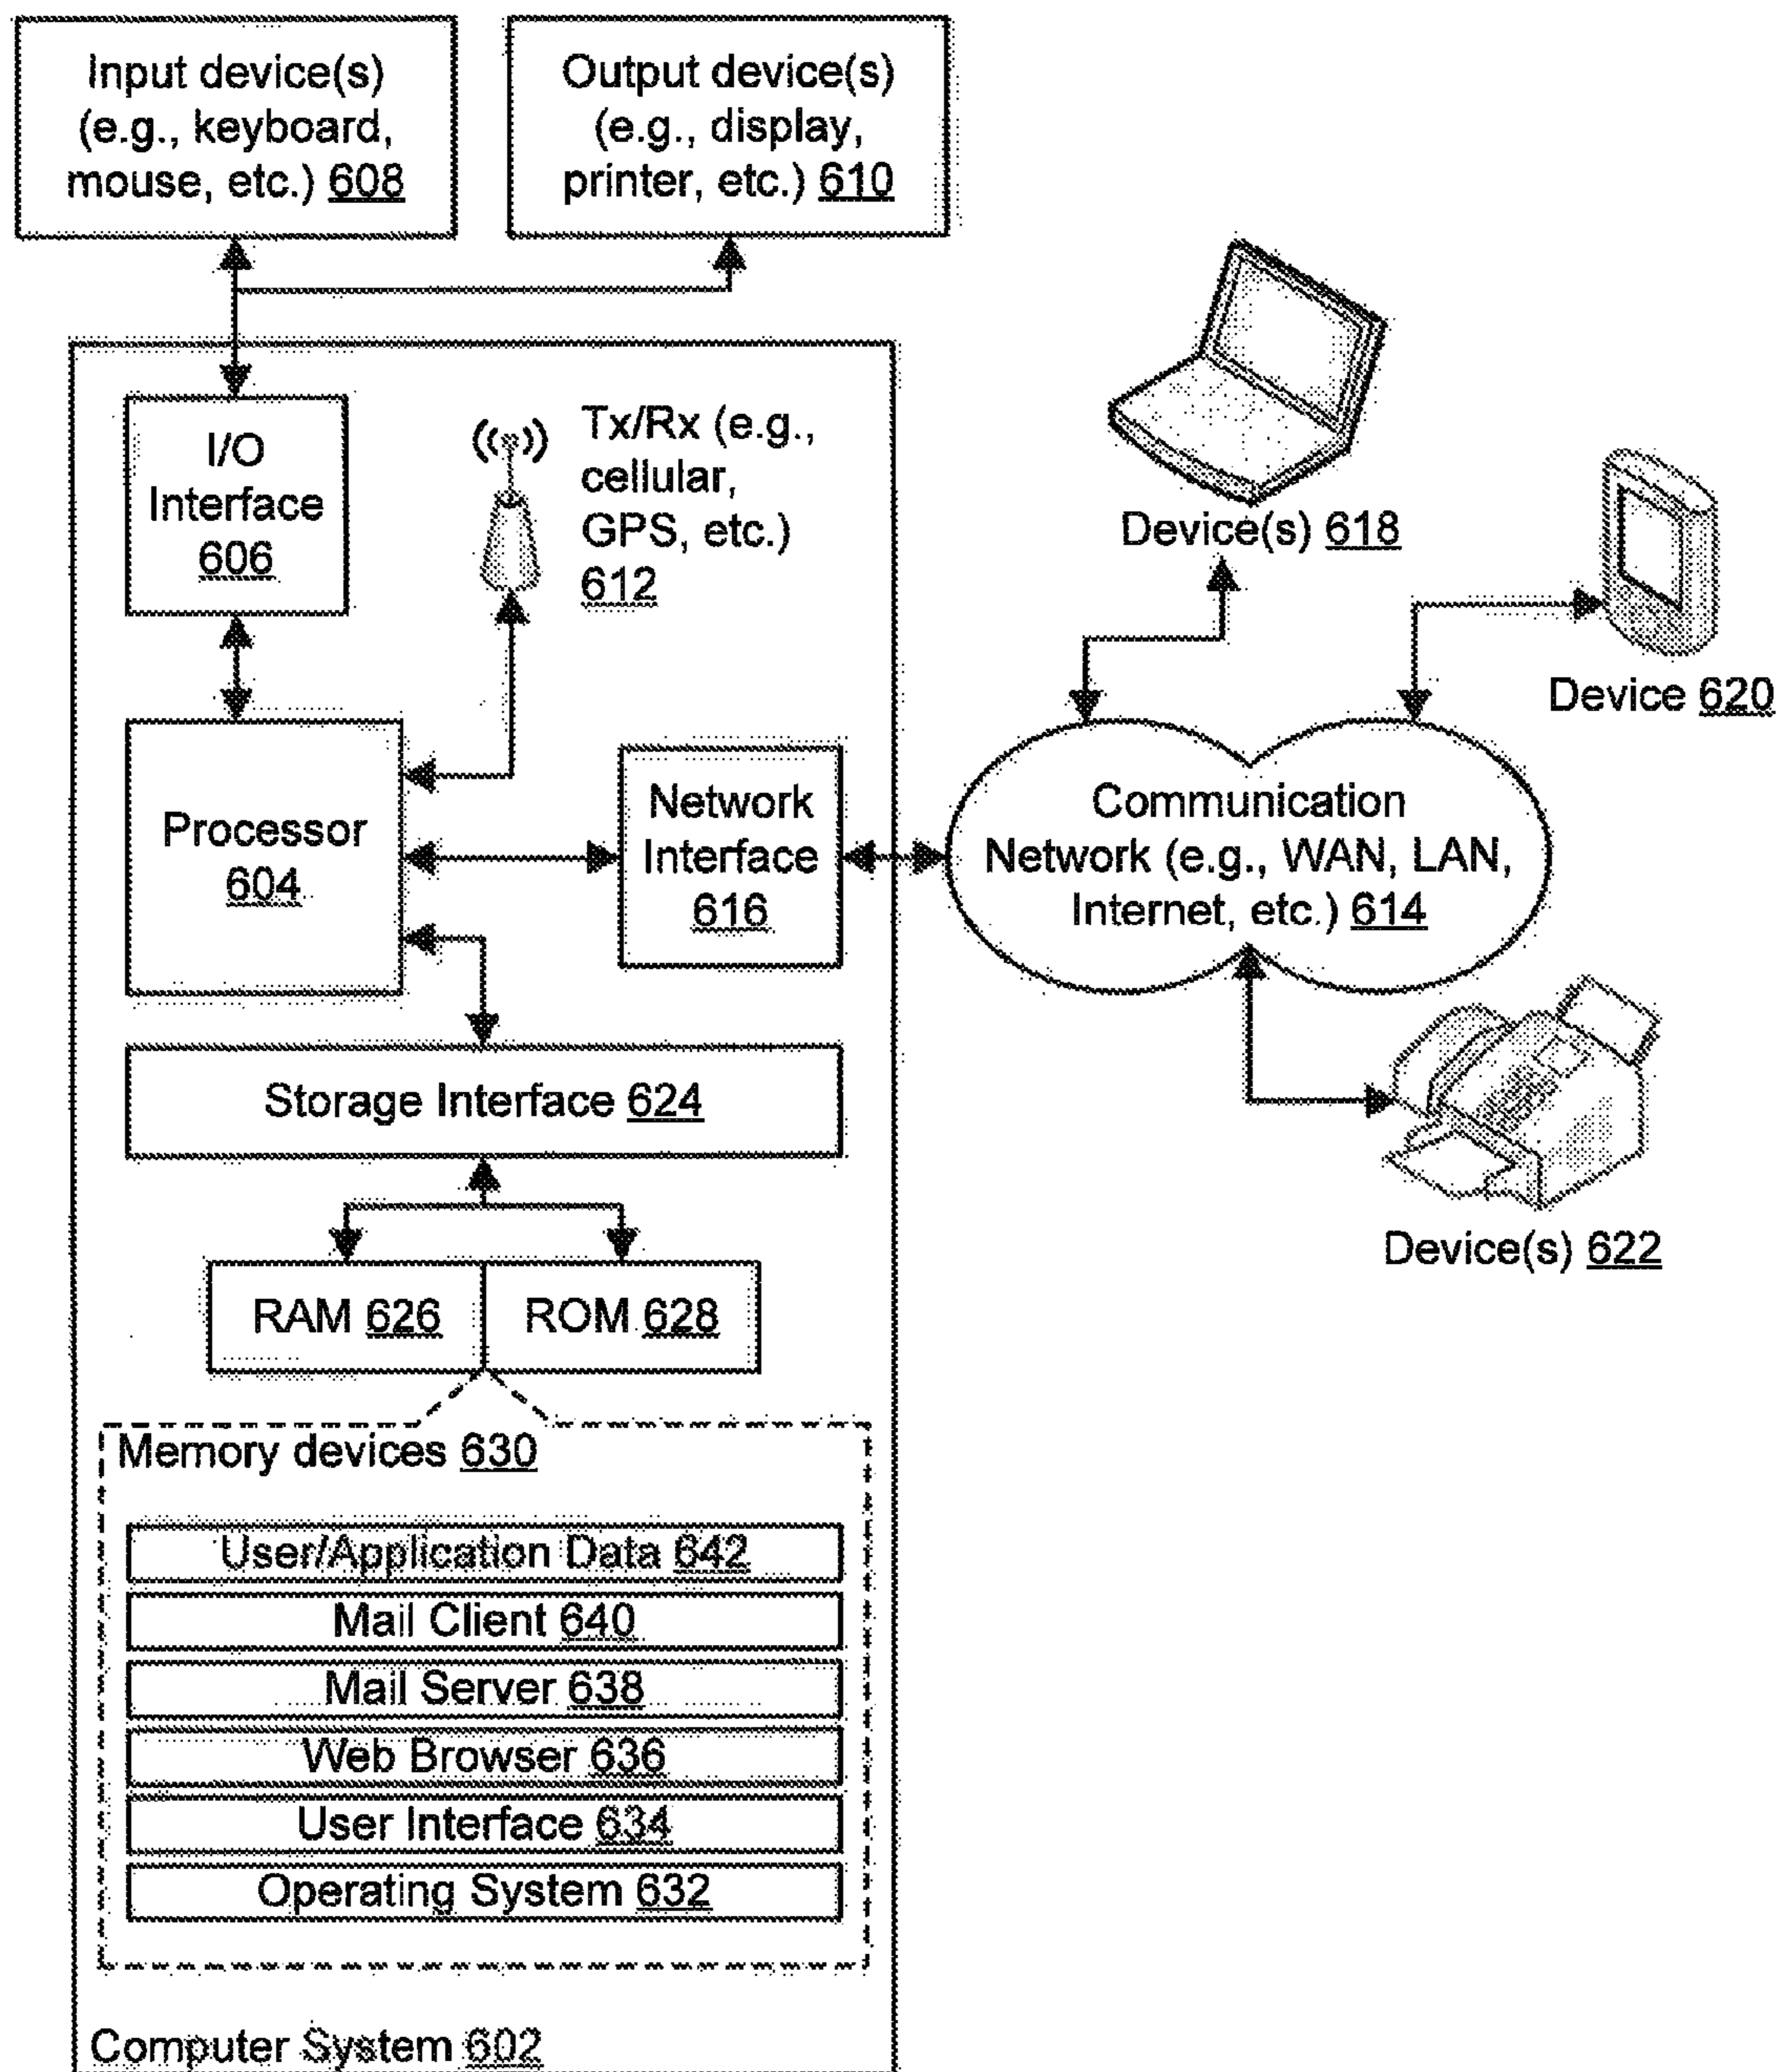 Input device(s)
(e.g., keyboard,
mouse, etc.) 608
Output device(s)
(e.g., display,
printer, etc.) 610
I/O
Interface
606
Tx/Rx (e.g.,
cellular,
GPS, etc.)
612
Device(s) 618
Device 620
Processor
604
Network
Interface
616
Communication
Network (e.g., WAN, LAN,
Internet, etc.) 614
Storage Interface 624
Device(s) 622
RAM 626
ROM 628
Memory devices 630
User/Application Data 642
Mail Client 640
Mail Server 638
Web Browser 636
User Interface 634
Operating System 632
Computer System 602